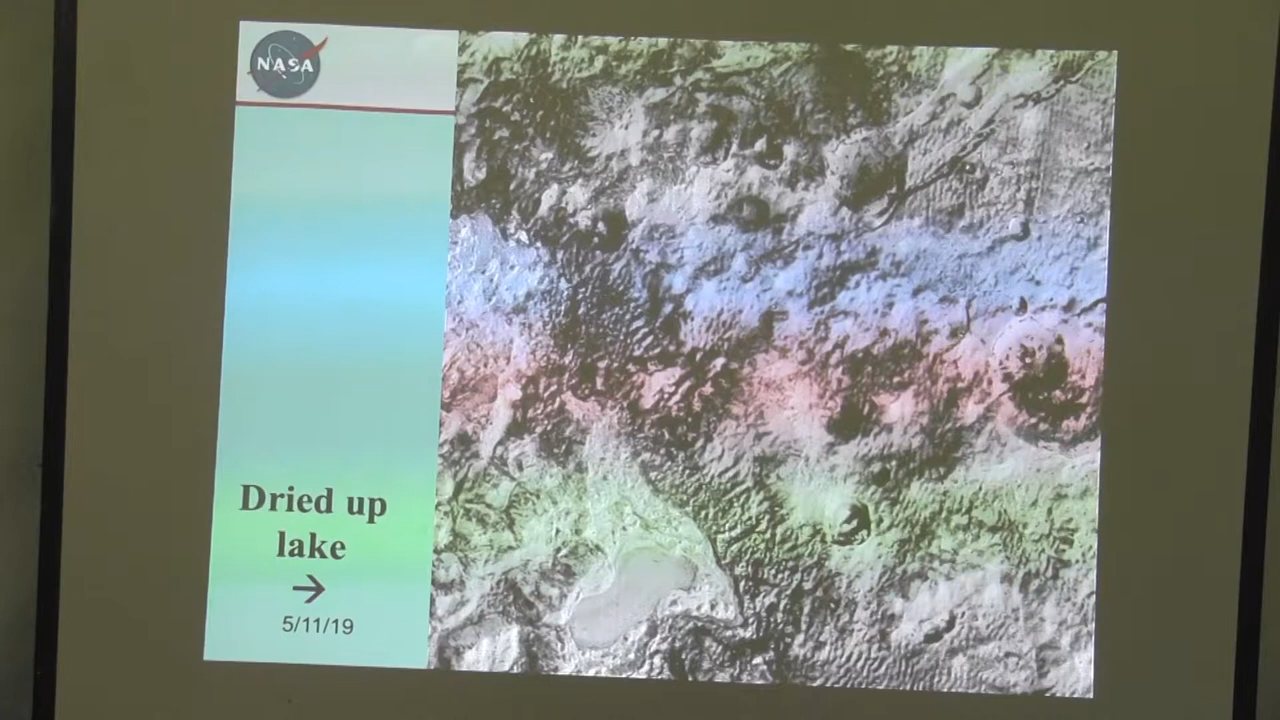 NASA
Dried up
lake
→
5/11/19